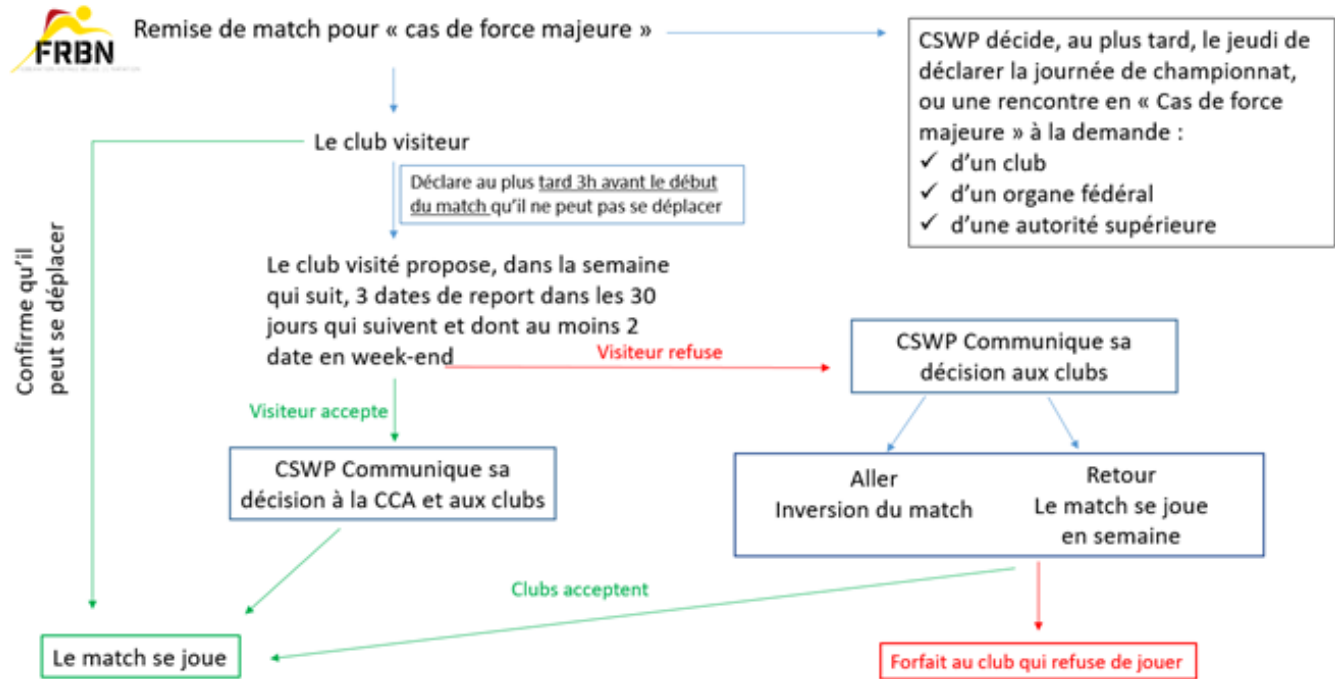 FRBN
Remise de match pour « cas de force majeure »
CSWP décide, au plus tard, le jeudi de
déclarer la journée de championnat,
ou une rencontre en « Cas de force
majeure » à la demande :
✓ d'un club
✓ d'un organe fédéral
✓ d'une autorité supérieure
Le club visiteur
Déclare au plus tard 3h avant le début
du match qu'il ne peut pas se déplacer
Confirme qu'il
peut se déplacer
Le club visité propose, dans la semaine
qui suit, 3 dates de report dans les 30
jours qui suivent et dont au moins 2
date en week-end
Visiteur refuse
CSWP Communique sa
décision aux clubs
Visiteur accepte
CSWP Communique sa
décision à la CCA et aux clubs
Aller
Inversion du match
Retour
Le match se joue
en semaine
Clubs acceptent
Le match se joue
Forfait au club qui refuse de jouer